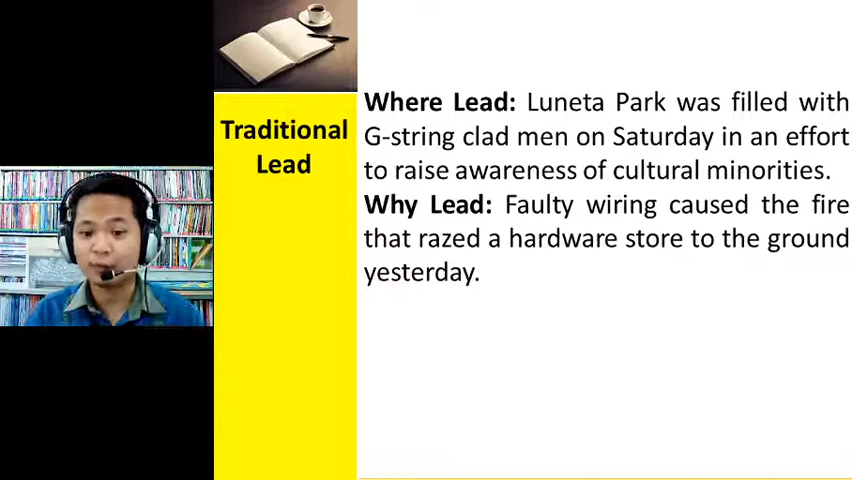 Traditional
Lead
Where Lead: Luneta Park was filled with
G-string clad men on Saturday in an effort
to raise awareness of cultural minorities.
Why Lead: Faulty wiring caused the fire
that razed a hardware store to the ground
yesterday.